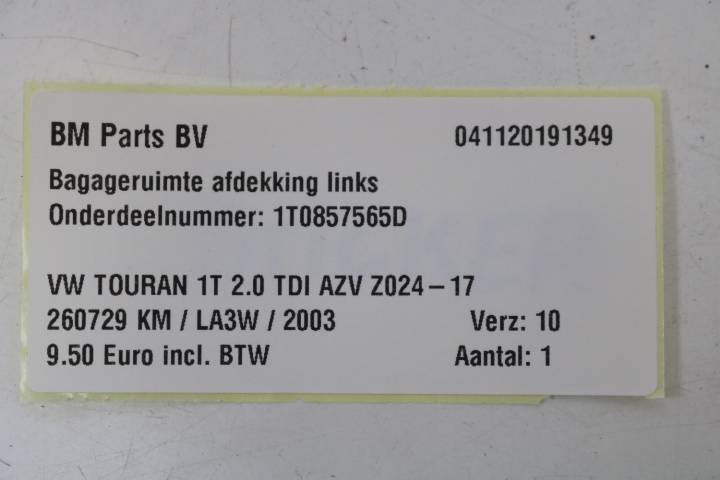 BM Parts BV 041120191349
Bagageruimte afdekking links
Onderdeelnummer: 1T0857565D
VW TOURAN 1T 2.0 TDI AZV Z024-17
260729 KM / LA3W / 2003 Verz: 10
9.50 Euro incl. BTW Aantal: 1